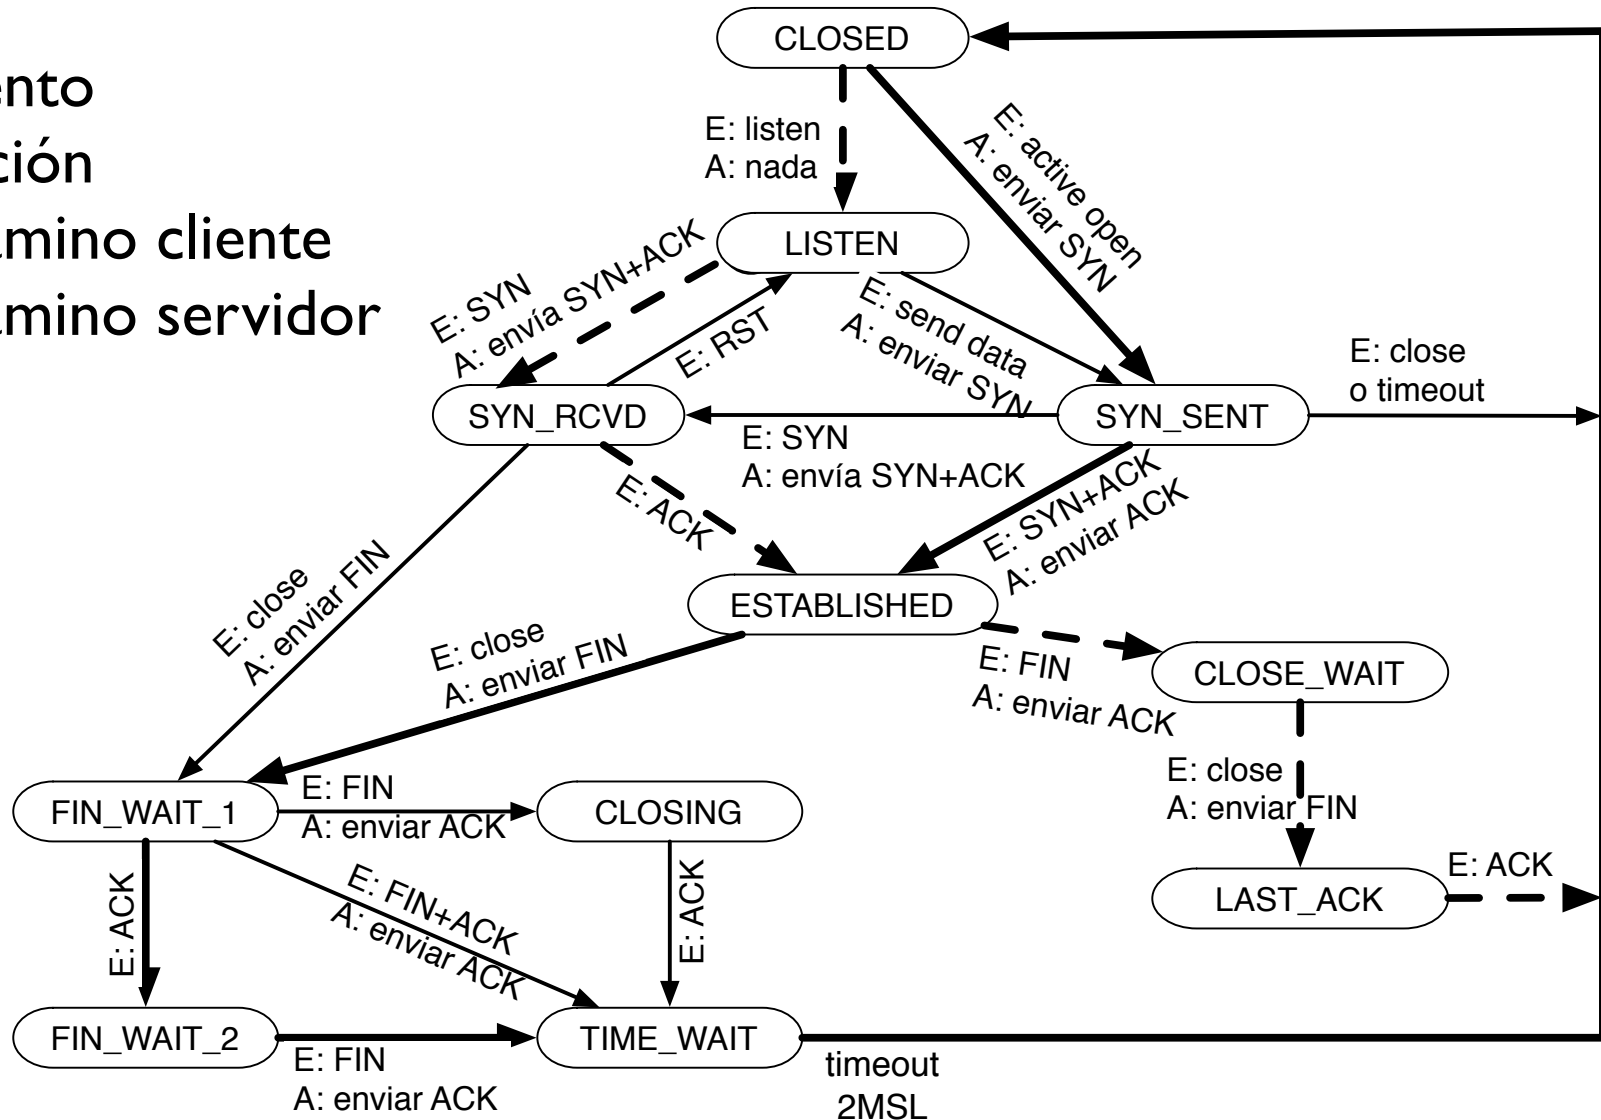 ento
ción
amino cliente
amino servidor
CLOSED
E: listen
A: nada
E: active open
A: enviar SYN
LISTEN
E: SYN
A: envía SYN+ACK
E: RST
E: send data
A: enviar SYN
E: close
o timeout
SYN_RCVD
SYN_SENT
E: SYN
A: envía SYN+ACK
E: ACK
E: SYN+ACK
A: enviar ACK
E: close
A: enviar FIN
ESTABLISHED
E: close
A: enviar FIN
E: FIN
A: enviar ACK
CLOSE_WAIT
E: close
A: enviar FIN
FIN_WAIT_1
E: FIN
A: enviar ACK
CLOSING
E: ACK
E: FIN+ACK
A: enviar ACK
E: ACK
LAST_ACK
E: ACK
FIN_WAIT_2
E: FIN
A: enviar ACK
TIME_WAIT
timeout
2MSL